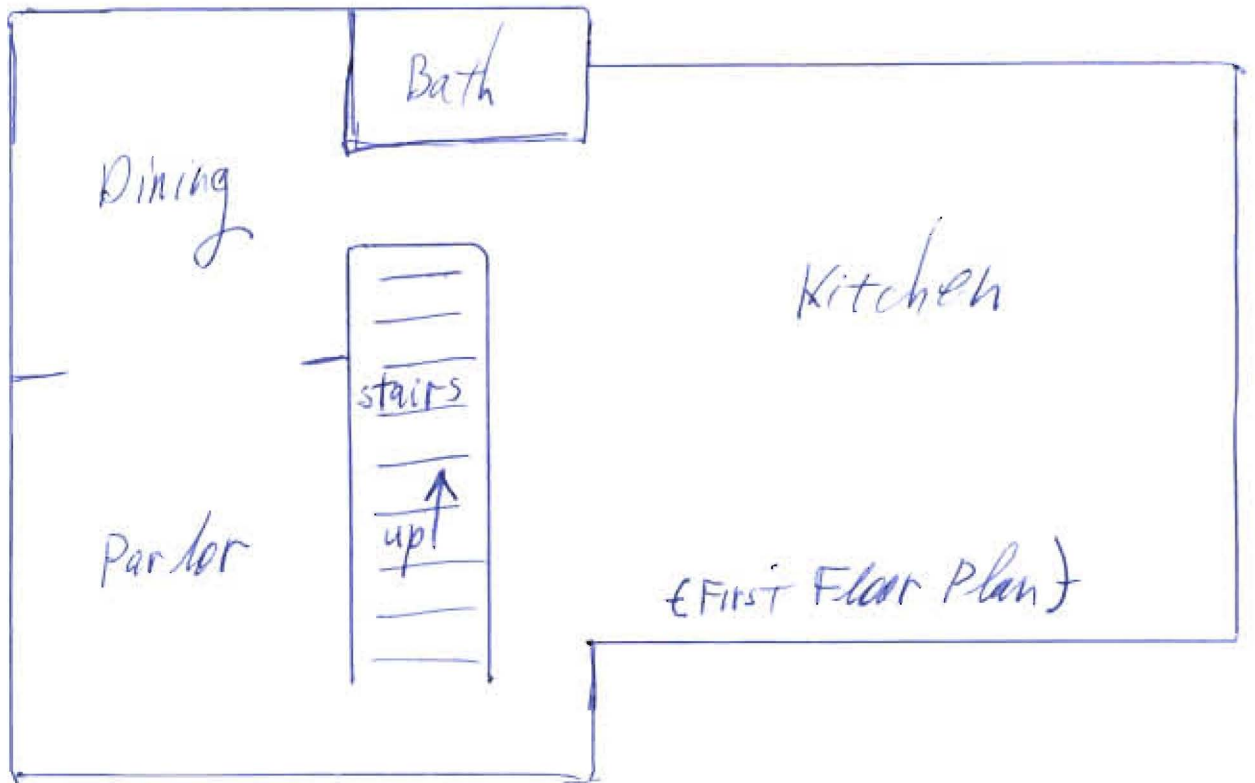 Bath
Dining
Kitchen
stairs
up
Parlor
{First Floor Plan}